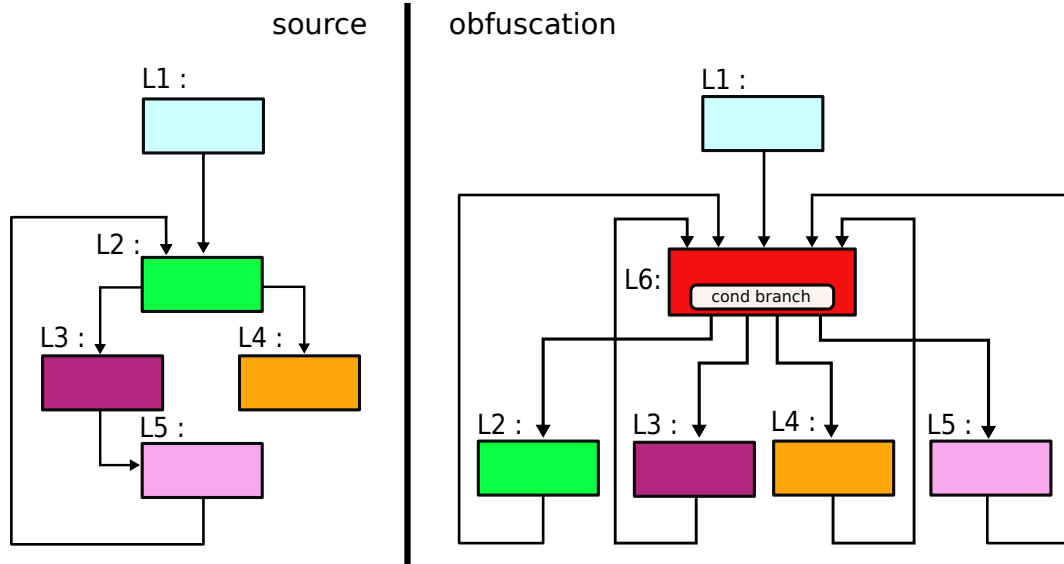 source
obfuscation
L1 :
L2 :
L3 :
L4 :
L5 :
L1 :
L6:
cond branch
L2 :
L3 :
L4 :
L5 :